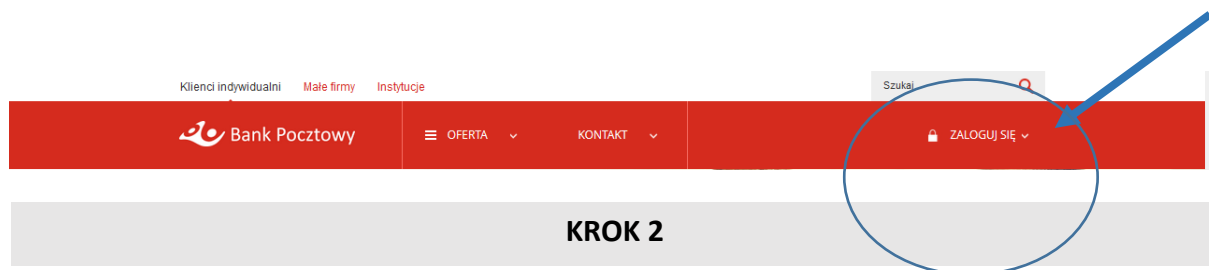 Klienci indywidualni Małe firmy Instytucje Szukaj
Bank Pocztowy OFERTA KONTAKT ZALOGUJ SIĘ
KROK 2